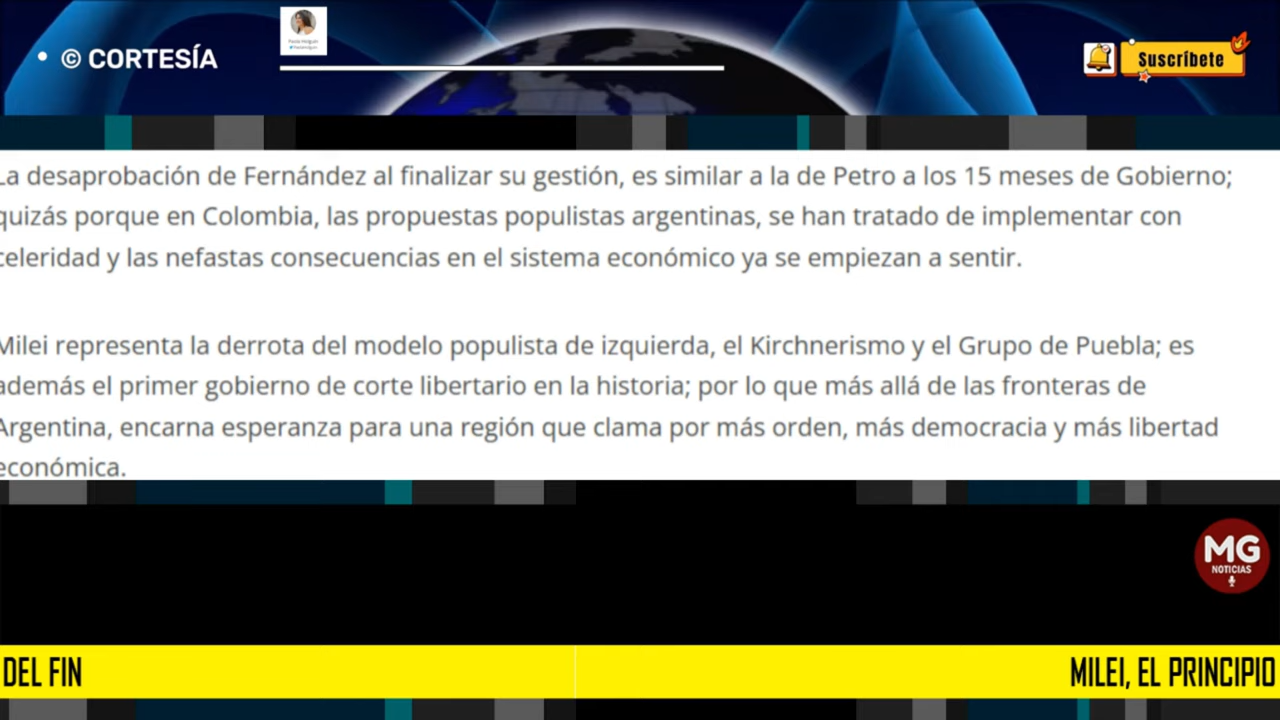 © CORTESÍA
Suscríbete
La desaprobación de Fernández al finalizar su gestión, es similar a la de Petro a los 15 meses de Gobierno;
quizás porque en Colombia, las propuestas populistas argentinas, se han tratado de implementar con
celeridad y las nefastas consecuencias en el sistema económico ya se empiezan a sentir.
Milei representa la derrota del modelo populista de izquierda, el Kirchnerismo y el Grupo de Puebla; es
además el primer gobierno de corte libertario en la historia; por lo que más allá de las fronteras de
Argentina, encarna esperanza para una región que clama por más orden, más democracia y más libertad
económica.
MG
NOTICIAS
DEL FIN
MILEI, EL PRINCIPIO